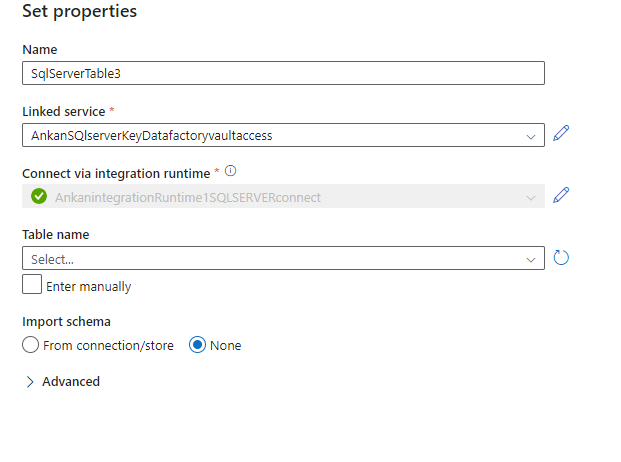 Set properties
Name
SqlServerTable3
Linked service *
AnkanSQlserverKeyDatafactoryvaultaccess
Connect via integration runtime * i
AnkanintegrationRuntime1SQLSERVERconnect
Table name
Select...
Enter manually
Import schema
From connection/store None
Advanced